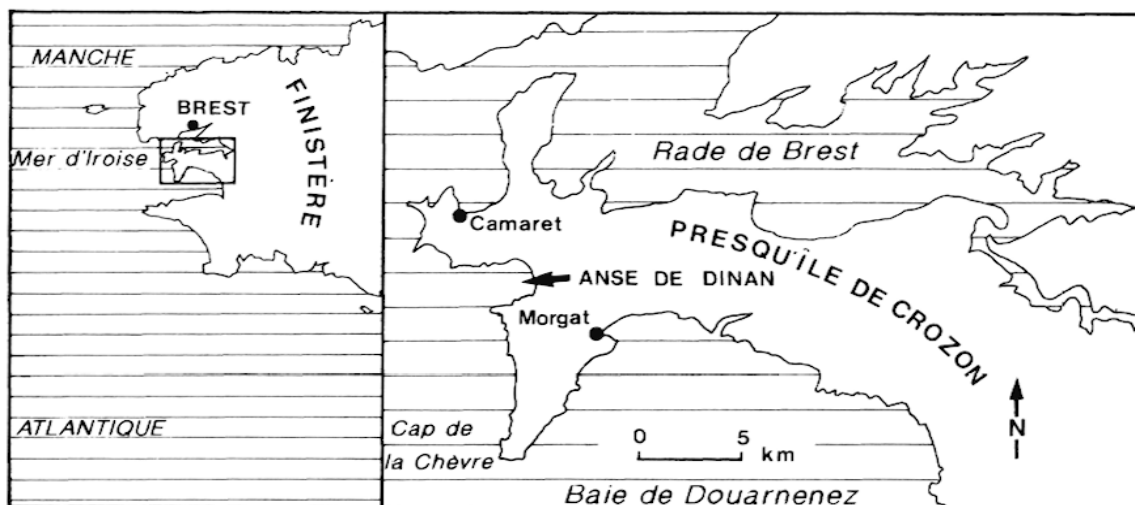 MANCHE
BREST
Mer d'Iroise
FINISTÈRE
ATLANTIQUE
Rade de Brest
Camaret
PRESQU'ÎLE DE CROZON
ANSE DE DINAN
Morgat
Cap de
la Chèvre
0 5
km
N
Baie de Douarnenez